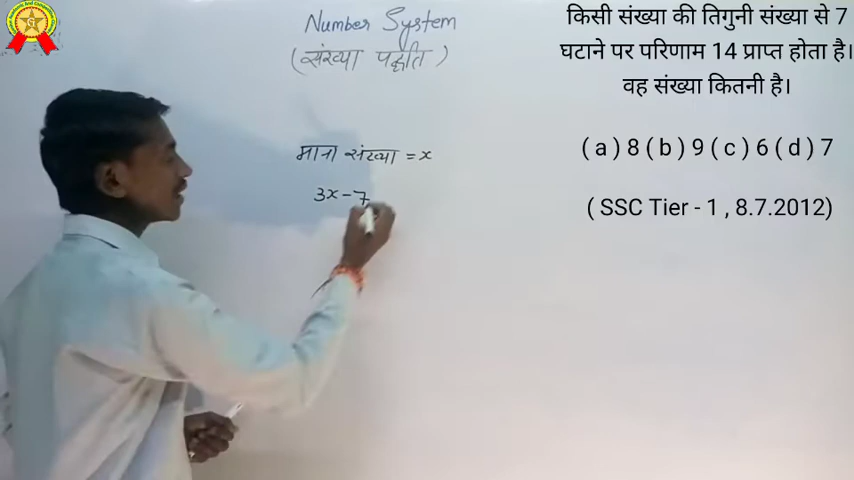 Number System
(संख्या पद्धति)
माना संख्या = x
3x-7
किसी संख्या की तिगुनी संख्या से 7
घटाने पर परिणाम 14 प्राप्त होता है।
वह संख्या कितनी है।
( a ) 8 ( b ) 9 ( c ) 6 ( d ) 7
( SSC Tier - 1 , 8.7.2012)